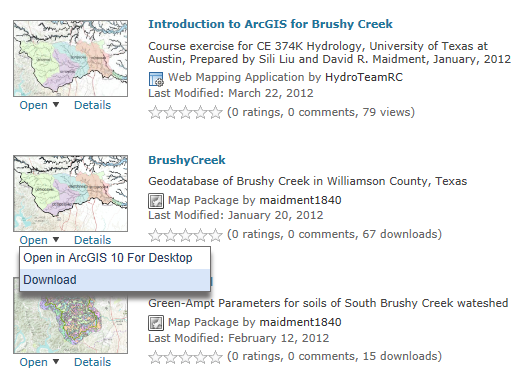 Introduction to ArcGIS for Brushy Creek
Course exercise for CE 374K Hydrology, University of Texas at
Austin, Prepared by Sili Liu and David R. Maidment, January, 2012
Web Mapping Application by HydroTeamRC
Last Modified: March 22, 2012
Open ▼ Details
(0 ratings, 0 comments, 79 views)
BrushyCreek
Geodatabase of Brushy Creek in Williamson County, Texas
Map Package by maidment1840
Last Modified: January 20, 2012
Open ▼ Details
(0 ratings, 0 comments, 67 downloads)
Open in ArcGIS 10 For Desktop
Download
Green-Ampt Parameters for soils of South Brushy Creek wateshed
Map Package by maidment1840
Last Modified: February 12, 2012
Open ▼ Details
(0 ratings, 0 comments, 15 downloads)